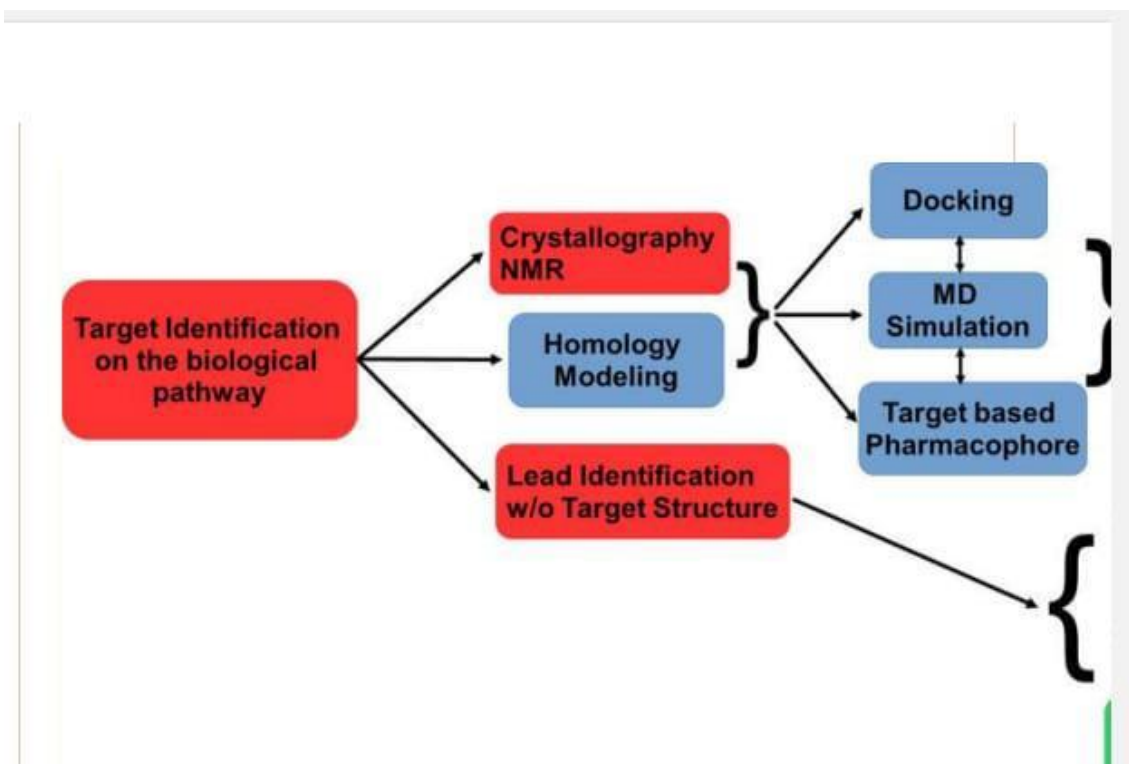 Target Identification
on the biological
pathway
Crystallography
NMR
Homology
Modeling
Lead Identification
w/o Target Structure
Docking
MD
Simulation
Target based
Pharmacophore